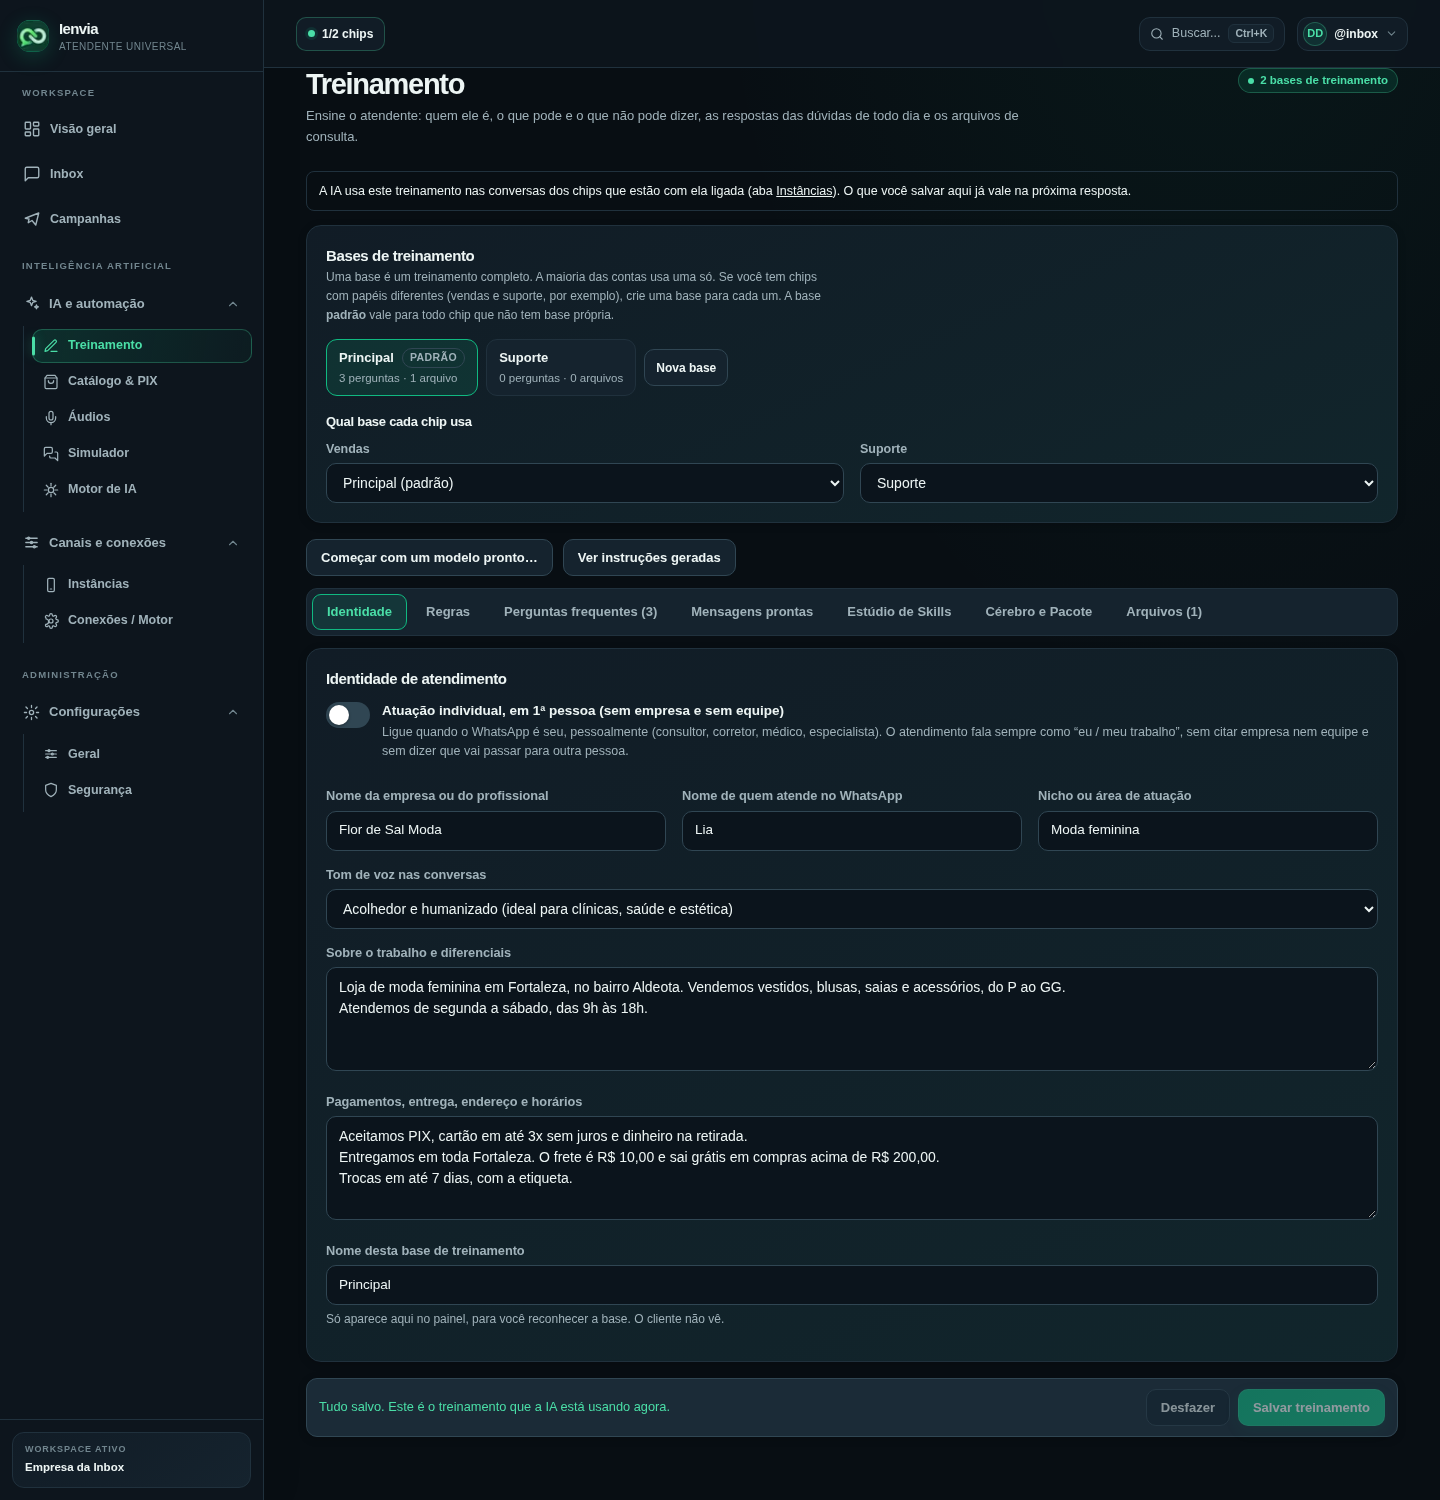 Ienvia
ATENDENTE UNIVERSAL
WORKSPACE
Visão geral
Inbox
Campanhas
INTELIGÊNCIA ARTIFICIAL
IA e automação
Treinamento
Catálogo & PIX
Áudios
Simulador
Motor de IA
Canais e conexões
Instâncias
Conexões / Motor
ADMINISTRAÇÃO
Configurações
Geral
Segurança
WORKSPACE ATIVO
Empresa da Inbox
1/2 chips
Buscar... Ctrl+K
DD @inbox
Treinamento
2 bases de treinamento
Ensine o atendente: quem ele é, o que pode e o que não pode dizer, as respostas das dúvidas de todo dia e os arquivos de
consulta.
A IA usa este treinamento nas conversas dos chips que estão com ela ligada (aba Instâncias). O que você salvar aqui já vale na próxima resposta.
Bases de treinamento
Uma base é um treinamento completo. A maioria das contas usa uma só. Se você tem chips
com papéis diferentes (vendas e suporte, por exemplo), crie uma base para cada um. A base
padrão vale para todo chip que não tem base própria.
Principal PADRÃO
3 perguntas · 1 arquivo
Suporte
0 perguntas · 0 arquivos
Nova base
Qual base cada chip usa
Vendas
Principal (padrão)
Suporte
Suporte
Começar com um modelo pronto…
Ver instruções geradas
Identidade
Regras
Perguntas frequentes (3)
Mensagens prontas
Estúdio de Skills
Cérebro e Pacote
Arquivos (1)
Identidade de atendimento
Atuação individual, em 1ª pessoa (sem empresa e sem equipe)
Ligue quando o WhatsApp é seu, pessoalmente (consultor, corretor, médico, especialista). O atendimento fala sempre como “eu / meu trabalho”, sem citar empresa nem equipe e
sem dizer que vai passar para outra pessoa.
Nome da empresa ou do profissional
Flor de Sal Moda
Nome de quem atende no WhatsApp
Lia
Nicho ou área de atuação
Moda feminina
Tom de voz nas conversas
Acolhedor e humanizado (ideal para clínicas, saúde e estética)
Sobre o trabalho e diferenciais
Loja de moda feminina em Fortaleza, no bairro Aldeota. Vendemos vestidos, blusas, saias e acessórios, do P ao GG.
Atendemos de segunda a sábado, das 9h às 18h.
Pagamentos, entrega, endereço e horários
Aceitamos PIX, cartão em até 3x sem juros e dinheiro na retirada.
Entregamos em toda Fortaleza. O frete é R$ 10,00 e sai grátis em compras acima de R$ 200,00.
Trocas em até 7 dias, com a etiqueta.
Nome desta base de treinamento
Principal
Só aparece aqui no painel, para você reconhecer a base. O cliente não vê.
Tudo salvo. Este é o treinamento que a IA está usando agora.
Desfazer
Salvar treinamento